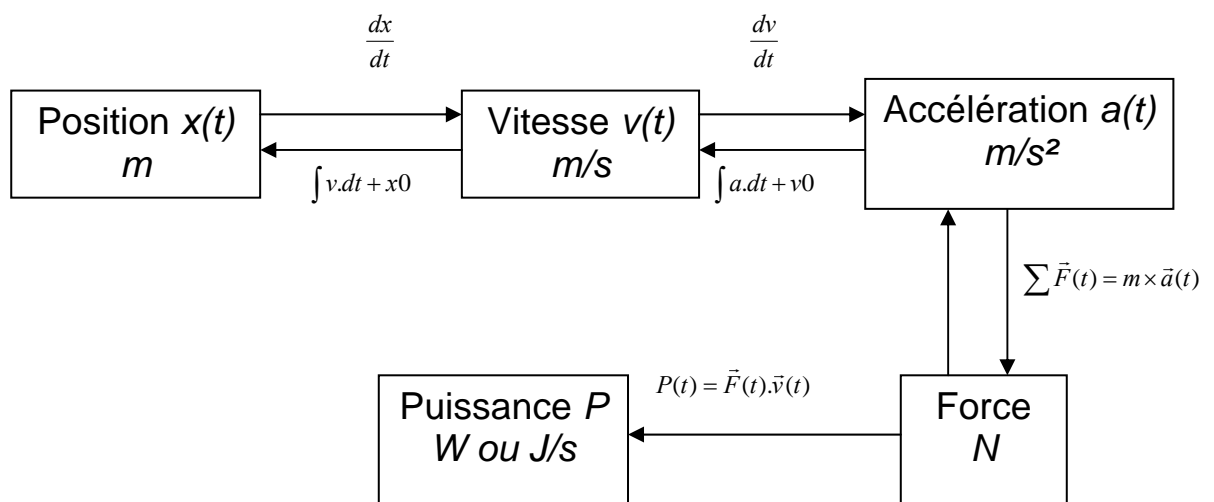 dx/dt
dv/dt
Position x(t)
m
Vitesse v(t)
m/s
Accélération a(t)
m/s²
∫v.dt + x0
∫a.dt + v0
∑F⃗(t) = m × a⃗(t)
P(t) = F⃗(t).v⃗(t)
Puissance P
W ou J/s
Force
N